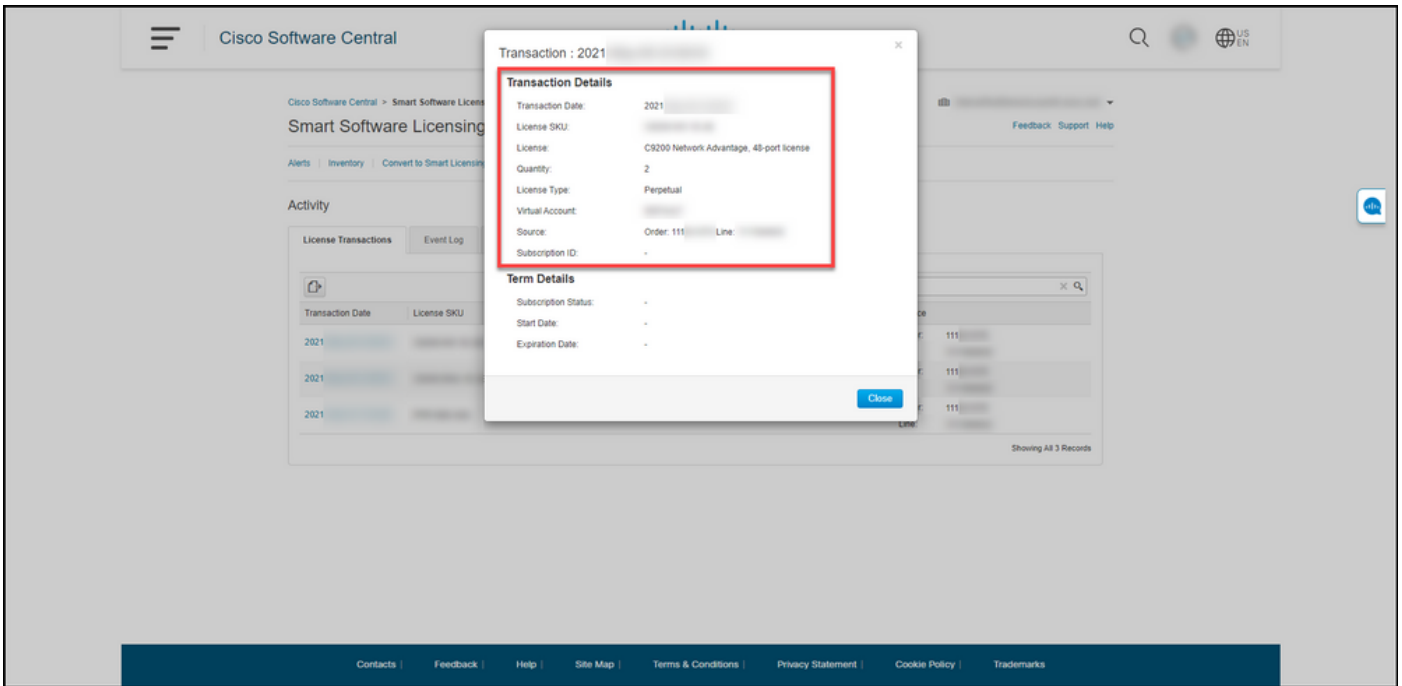 Cisco Software Central
US
EN
Transaction : 2021
Transaction Details
Transaction Date: 2021
License SKU:
License: C9200 Network Advantage, 48-port license
Quantity: 2
License Type: Perpetual
Virtual Account:
Source: Order: 111 Line:
Subscription ID: -
Term Details
Subscription Status: -
Start Date: -
Expiration Date: -
Close
Cisco Software Central > Smart Software
Smart Software Licensing
Feedback Support Help
Alerts | Inventory | Convert to Smart
Activity
License Transactions Event Log
Transaction Date License SKU
2021 111
2021 111
2021 111
Line:
Showing All 3 Records
Contacts | Feedback | Help | Site Map | Terms & Conditions | Privacy Statement | Cookie Policy | Trademarks